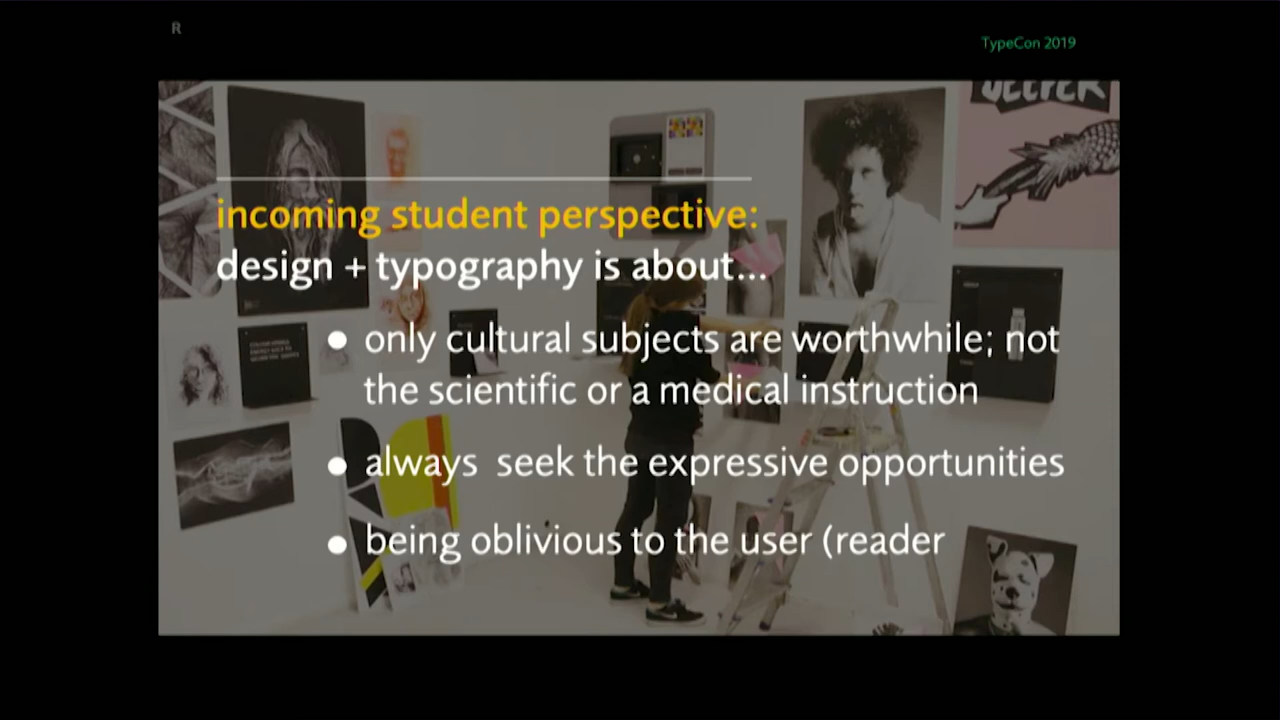 R
TypeCon 2019
DEEPER
incoming student perspective:
design + typography is about...
● only cultural subjects are worthwhile; not
the scientific or a medical instruction
● always seek the expressive opportunities
● being oblivious to the user (reader